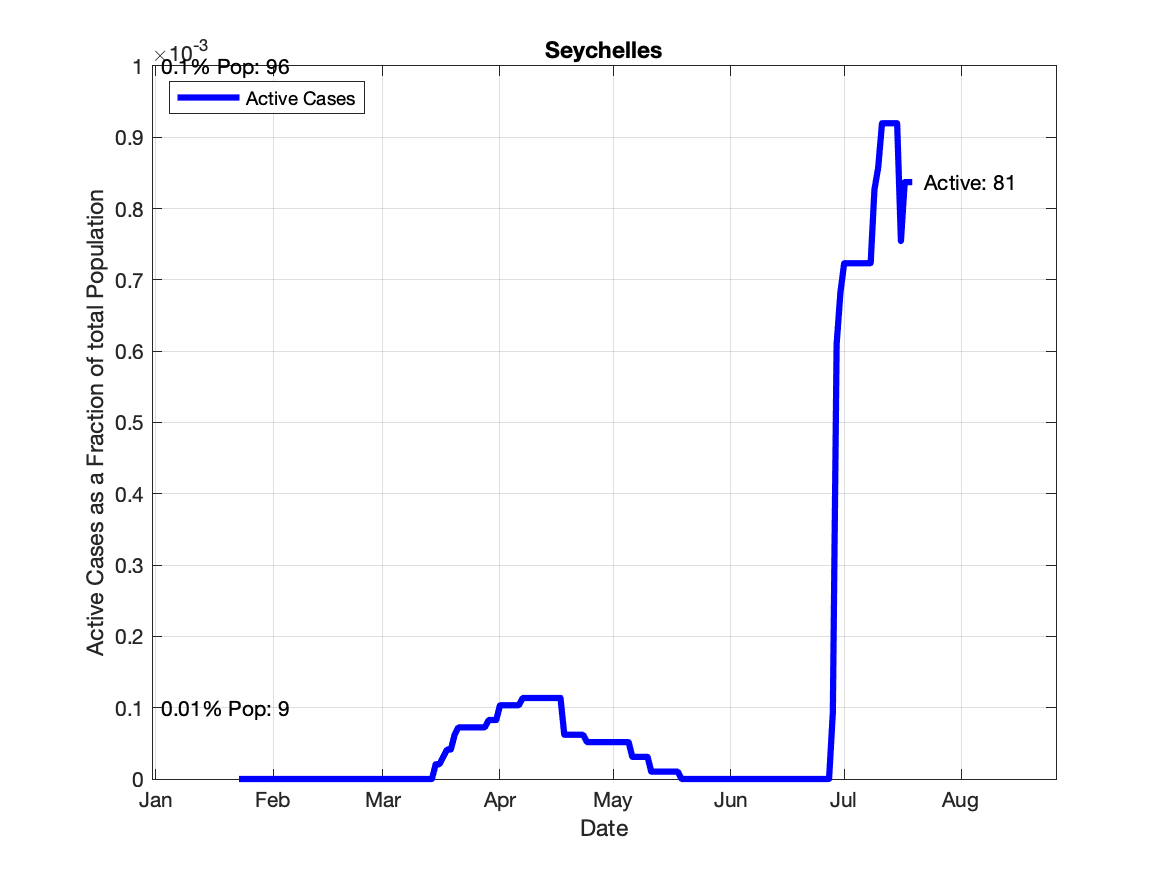 Seychelles
×10-3
0.1% Pop: 96
Active Cases
Active: 81
0.01% Pop: 9
1
0.9
0.8
0.7
0.6
0.5
0.4
0.3
0.2
0.1
0
Active Cases as a Fraction of total Population
Jan Feb Mar Apr May Jun Jul Aug
Date